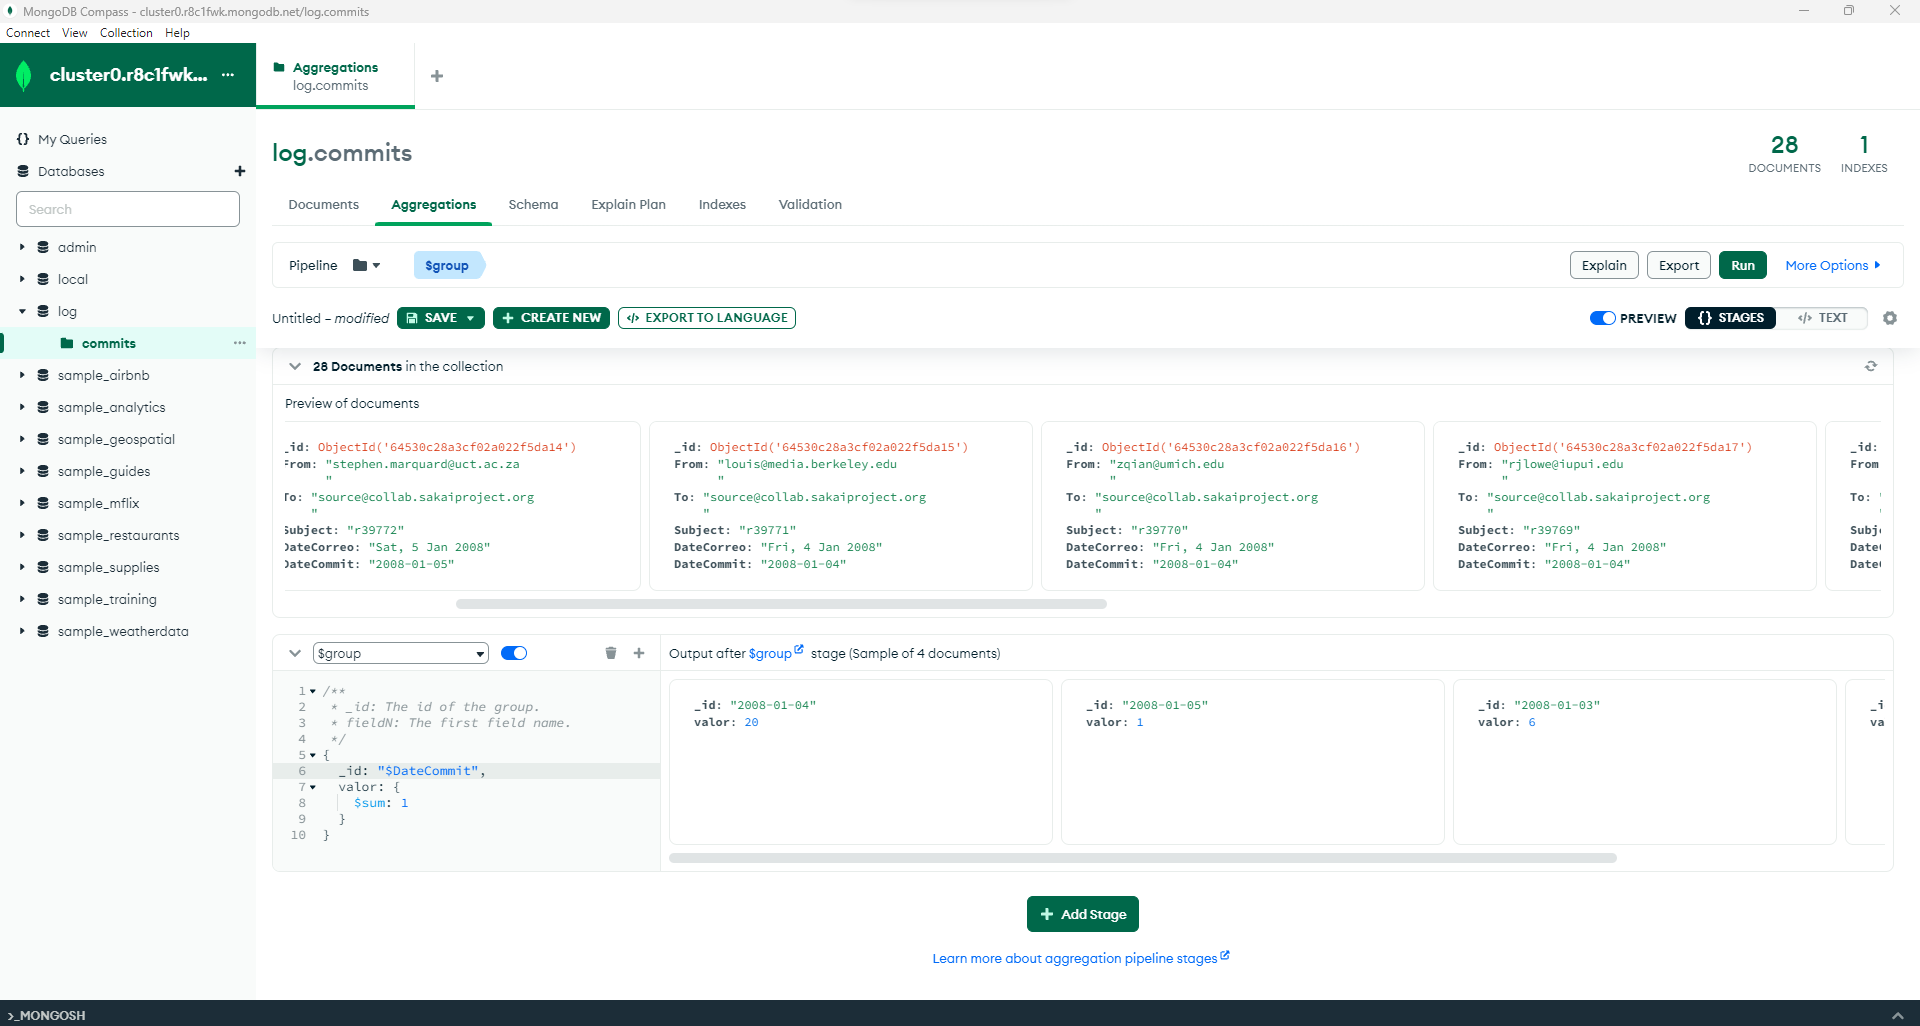 MongoDB Compass - cluster0.r8c1fwk.mongodb.net/log.commits
Connect View Collection Help
cluster0.r8c1fwk... ...
Aggregations
log.commits
+
{} My Queries
Databases +
Search
admin
local
log
commits ...
sample_airbnb
sample_analytics
sample_geospatial
sample_guides
sample_mflix
sample_restaurants
sample_supplies
sample_training
sample_weatherdata
log.commits
28
DOCUMENTS
1
INDEXES
Documents Aggregations Schema Explain Plan Indexes Validation
Pipeline $group Explain Export Run More Options
Untitled – modified SAVE + CREATE NEW </> EXPORT TO LANGUAGE PREVIEW {} STAGES </> TEXT
28 Documents in the collection
Preview of documents
_id: ObjectId('64530c28a3cf02a022f5da14')
From: "stephen.marquard@uct.ac.za
"
To: "source@collab.sakaiproject.org
"
Subject: "r39772"
DateCorreo: "Sat, 5 Jan 2008"
DateCommit: "2008-01-05"
_id: ObjectId('64530c28a3cf02a022f5da15')
From: "louis@media.berkeley.edu
"
To: "source@collab.sakaiproject.org
"
Subject: "r39771"
DateCorreo: "Fri, 4 Jan 2008"
DateCommit: "2008-01-04"
_id: ObjectId('64530c28a3cf02a022f5da16')
From: "zqian@umich.edu
"
To: "source@collab.sakaiproject.org
"
Subject: "r39770"
DateCorreo: "Fri, 4 Jan 2008"
DateCommit: "2008-01-04"
_id: ObjectId('64530c28a3cf02a022f5da17')
From: "rjlowe@iupui.edu
"
To: "source@collab.sakaiproject.org
"
Subject: "r39769"
DateCorreo: "Fri, 4 Jan 2008"
DateCommit: "2008-01-04"
_id:
From
To: "
Subj
Date
Date
$group
1 /**
2 * _id: The id of the group.
3 * fieldN: The first field name.
4 */
5 {
6 _id: "$DateCommit",
7 valor: {
8 $sum: 1
9 }
10 }
Output after $group stage (Sample of 4 documents)
_id: "2008-01-04"
valor: 20
_id: "2008-01-05"
valor: 1
_id: "2008-01-03"
valor: 6
_i
va
+ Add Stage
Learn more about aggregation pipeline stages
>_MONGOSH